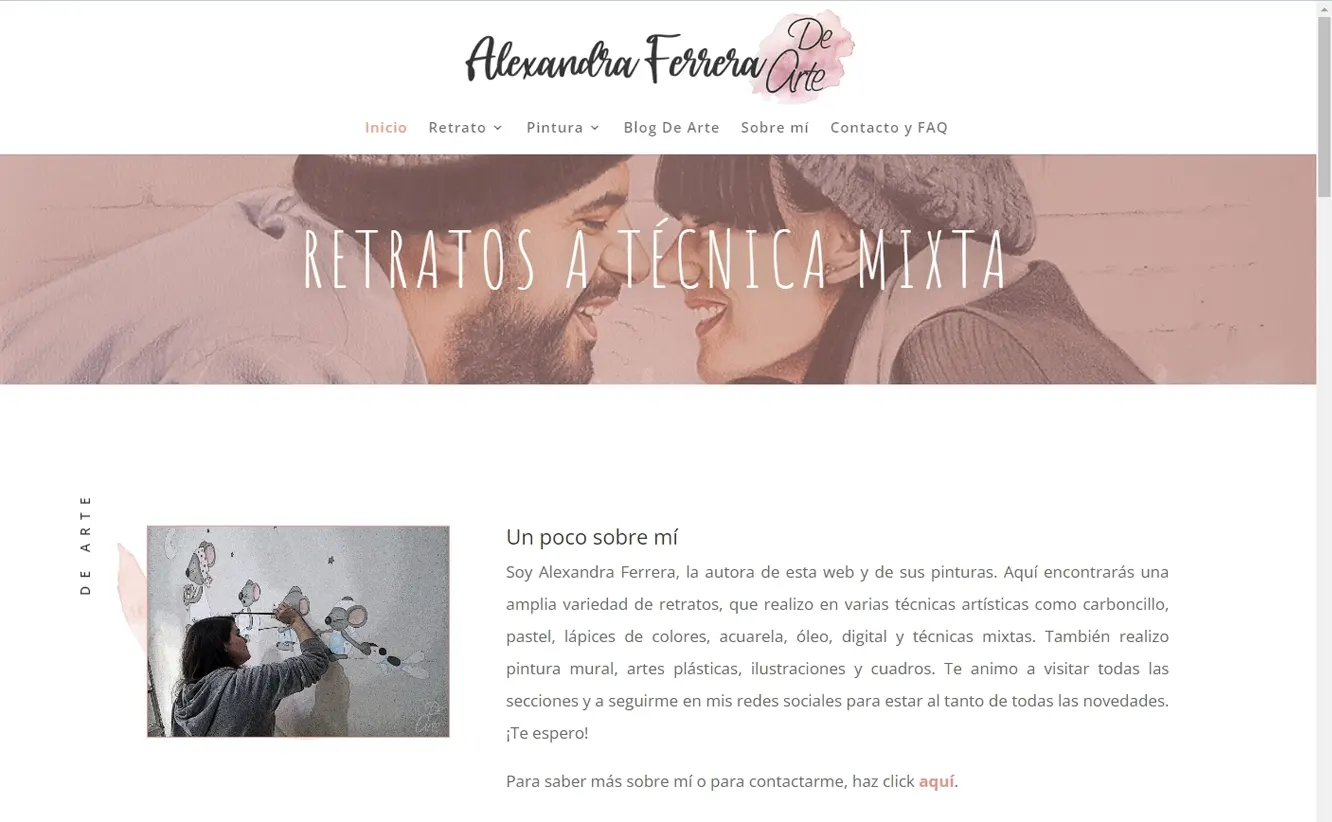 Alexandra Ferrera De Arte
Inicio Retrato Pintura Blog De Arte Sobre mí Contacto y FAQ
RETRATOS A TÉCNICA MIXTA
DE ARTE
Un poco sobre mí
Soy Alexandra Ferrera, la autora de esta web y de sus pinturas. Aquí encontrarás una
amplia variedad de retratos, que realizo en varias técnicas artísticas como carboncillo,
pastel, lápices de colores, acuarela, óleo, digital y técnicas mixtas. También realizo
pintura mural, artes plásticas, ilustraciones y cuadros. Te animo a visitar todas las
secciones y a seguirme en mis redes sociales para estar al tanto de todas las novedades.
¡Te espero!
Para saber más sobre mí o para contactarme, haz click aquí.
De
Arte